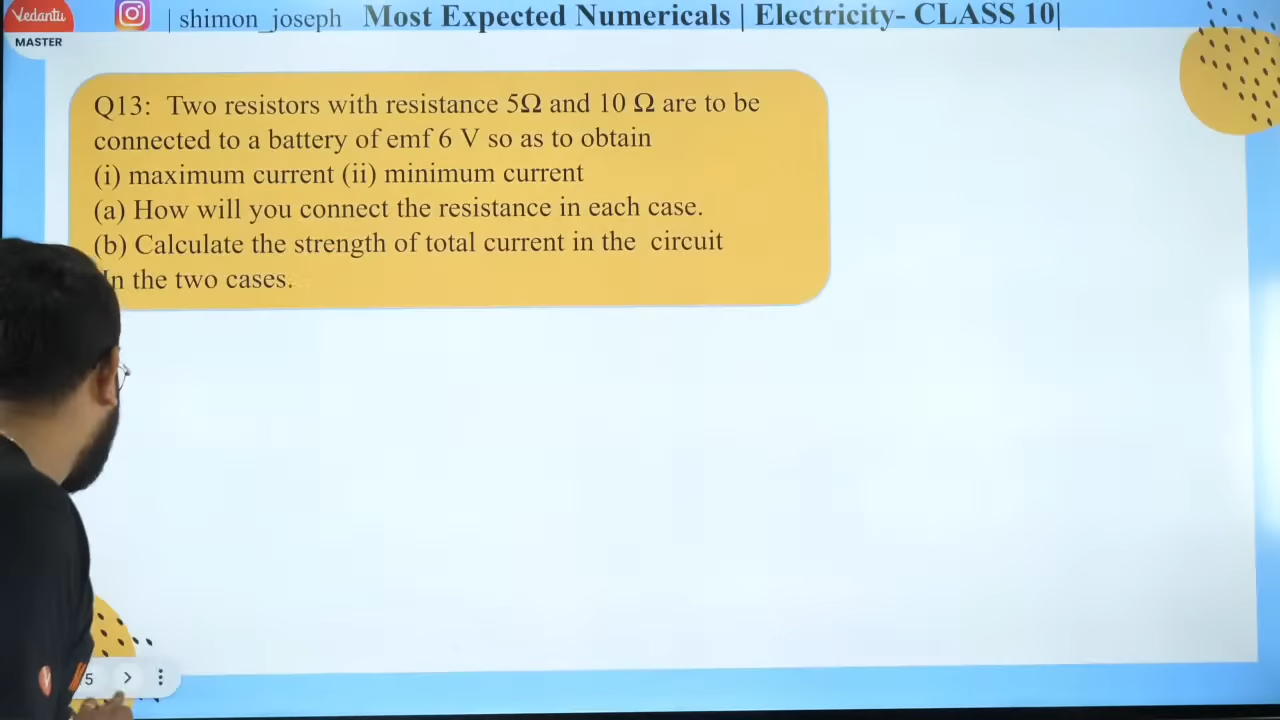 Vedantu
MASTER
| shimon_joseph Most Expected Numericals | Electricity- CLASS 10|
Q13: Two resistors with resistance 5Ω and 10 Ω are to be
connected to a battery of emf 6 V so as to obtain
(i) maximum current (ii) minimum current
(a) How will you connect the resistance in each case.
(b) Calculate the strength of total current in the circuit
In the two cases.
5